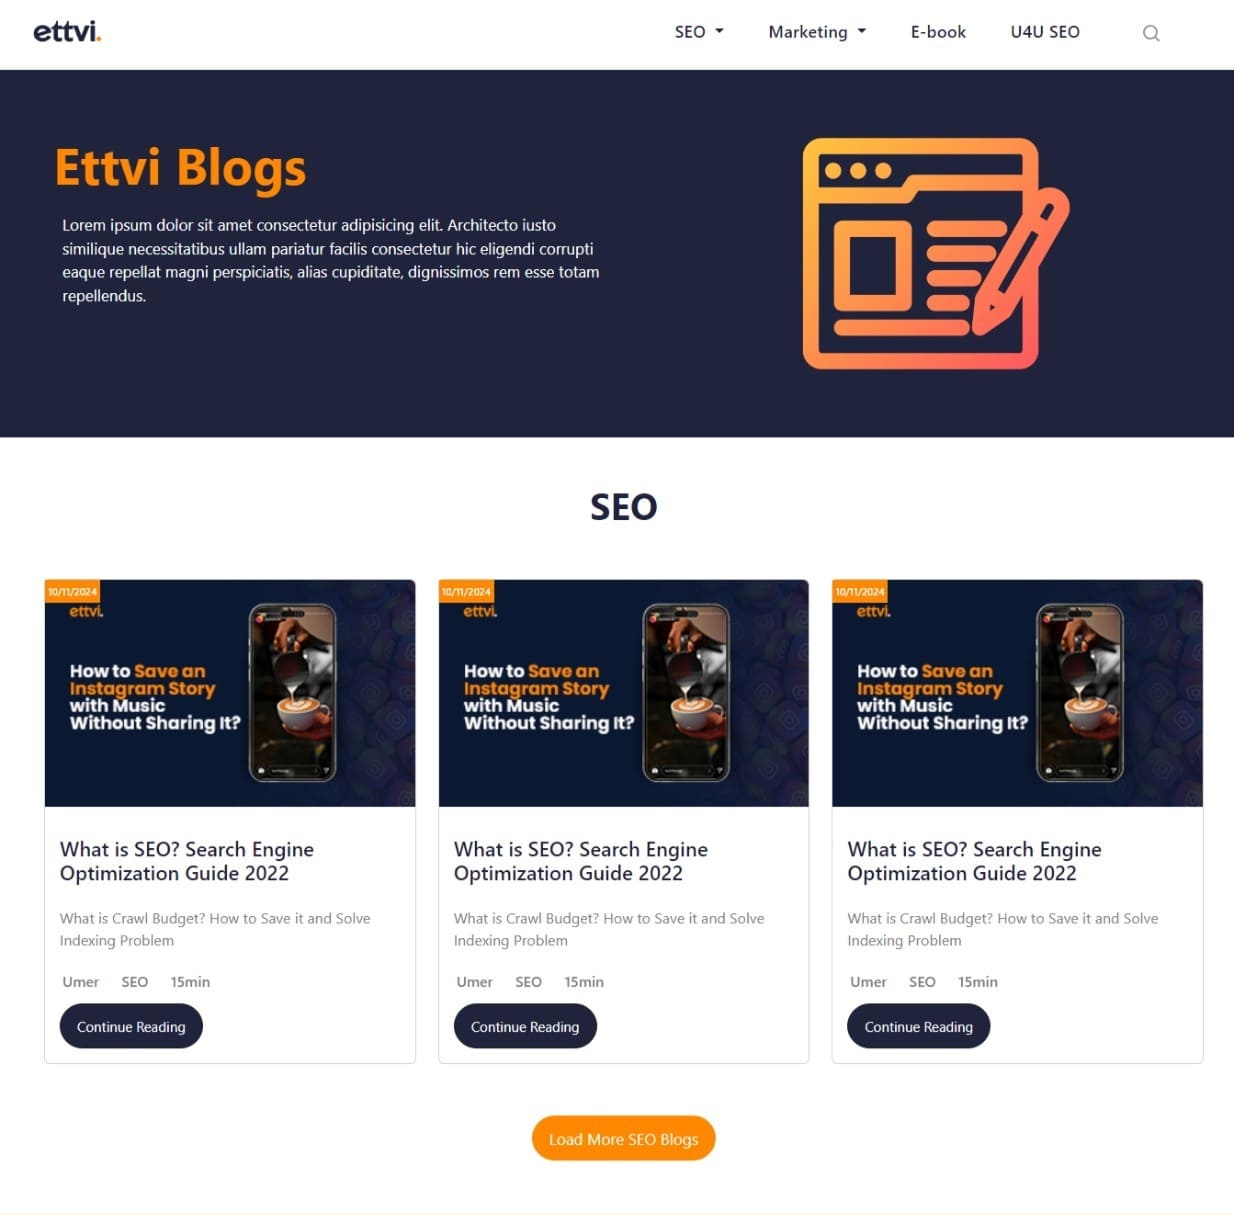 ettvi.
SEO
Marketing
E-book
U4U SEO
Ettvi Blogs
Lorem ipsum dolor sit amet consectetur adipisicing elit. Architecto iusto
similique necessitatibus ullam pariatur facilis consectetur hic eligendi corrupti
eaque repellat magni perspiciatis, alias cupiditate, dignissimos rem esse totam
repellendus.
SEO
10/11/2024
ettvi.
How to Save an
Instagram Story
with Music
Without Sharing It?
What is SEO? Search Engine
Optimization Guide 2022
What is Crawl Budget? How to Save it and Solve
Indexing Problem
Umer SEO 15min
Continue Reading
10/11/2024
ettvi.
How to Save an
Instagram Story
with Music
Without Sharing It?
What is SEO? Search Engine
Optimization Guide 2022
What is Crawl Budget? How to Save it and Solve
Indexing Problem
Umer SEO 15min
Continue Reading
10/11/2024
ettvi.
How to Save an
Instagram Story
with Music
Without Sharing It?
What is SEO? Search Engine
Optimization Guide 2022
What is Crawl Budget? How to Save it and Solve
Indexing Problem
Umer SEO 15min
Continue Reading
Load More SEO Blogs